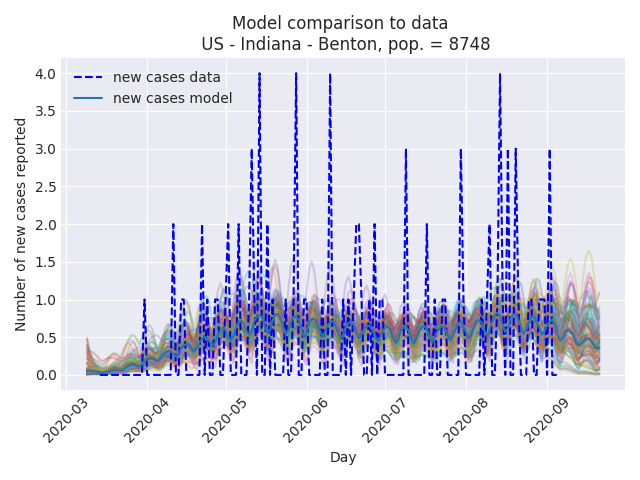 Model comparison to data
US - Indiana - Benton, pop. = 8748
new cases data
new cases model
Number of new cases reported
4.0
3.5
3.0
2.5
2.0
1.5
1.0
0.5
0.0
2020-03
2020-04
2020-05
2020-06
2020-07
2020-08
2020-09
Day